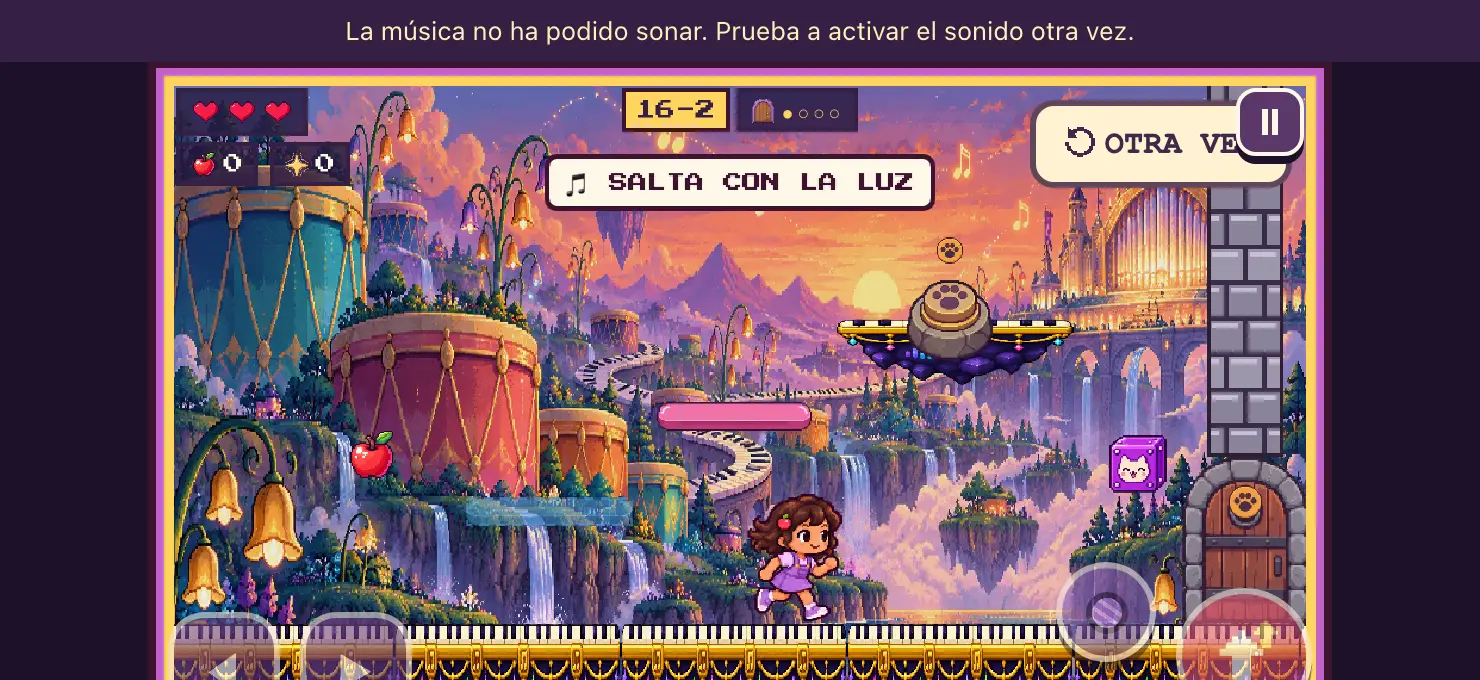 La música no ha podido sonar. Prueba a activar el sonido otra vez.
16-2
OTRA VE
0 0
♫ SALTA CON LA LUZ